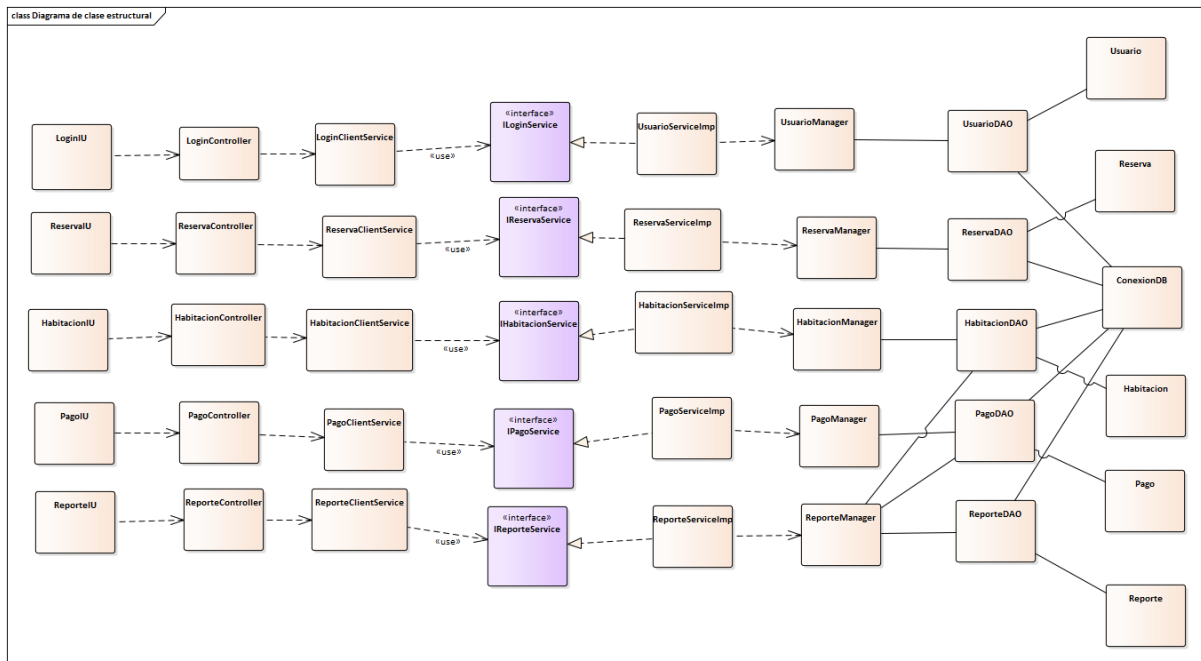 class Diagrama de clase estructural
Usuario
«interface»
ILoginService
LoginIU
LoginController
LoginClientService
UsuarioServiceImp
UsuarioManager
UsuarioDAO
«use»
Reserva
«interface»
IReservaService
ReservaIU
ReservaController
ReservaClientService
ReservaServiceImp
ReservaManager
ReservaDAO
«use»
ConexionDB
«interface»
IHabitacionService
HabitacionIU
HabitacionController
HabitacionClientService
HabitacionServiceImp
HabitacionManager
HabitacionDAO
«use»
Habitacion
«interface»
IPagoService
PagoIU
PagoController
PagoClientService
PagoServiceImp
PagoManager
PagoDAO
«use»
Pago
«interface»
IReporteService
ReporteIU
ReporteController
ReporteClientService
ReporteServiceImp
ReporteManager
ReporteDAO
«use»
Reporte